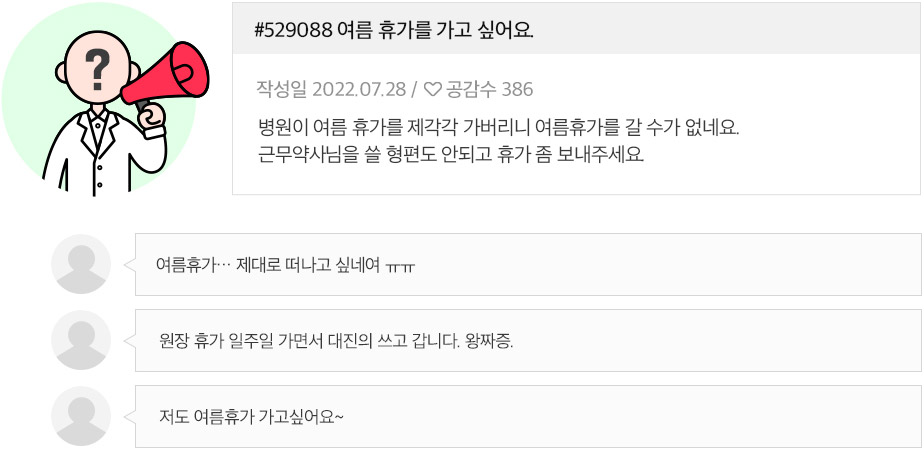 ?
#529088 여름 휴가를 가고 싶어요.
작성일 2022.07.28 / ♡ 공감수 386
병원이 여름 휴가를 제각각 가버리니 여름휴가를 갈 수가 없네요.
근무약사님을 쓸 형편도 안되고 휴가 좀 보내주세요.
여름휴가… 제대로 떠나고 싶네여 ㅠㅠ
원장 휴가 일주일 가면서 대진의 쓰고 갑니다. 왕짜증.
저도 여름휴가 가고싶어요~